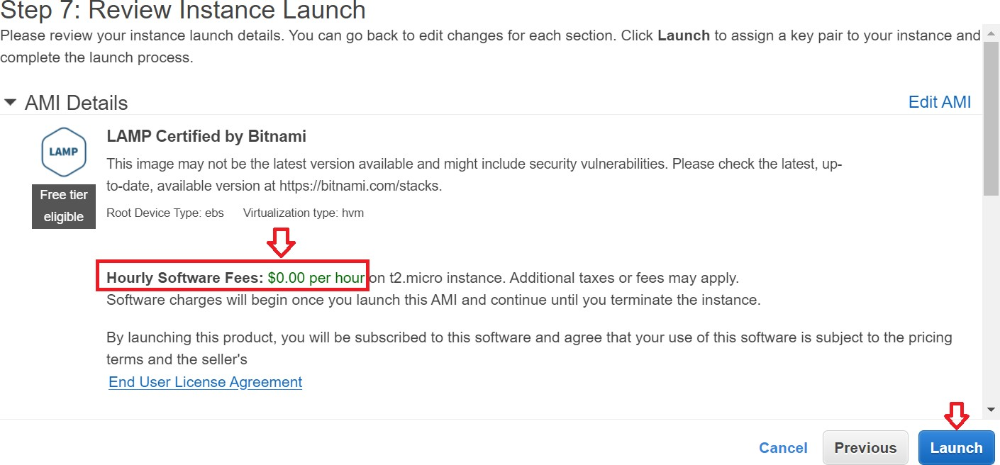 Step 7: Review Instance Launch
Please review your instance launch details. You can go back to edit changes for each section. Click Launch to assign a key pair to your instance and
complete the launch process.
AMI Details
Edit AMI
LAMP
Free tier
eligible
LAMP Certified by Bitnami
This image may not be the latest version available and might include security vulnerabilities. Please check the latest, up-
to-date, available version at https://bitnami.com/stacks.
Root Device Type: ebs Virtualization type: hvm
Hourly Software Fees: $0.00 per hour on t2.micro instance. Additional taxes or fees may apply.
Software charges will begin once you launch this AMI and continue until you terminate the instance.
By launching this product, you will be subscribed to this software and agree that your use of this software is subject to the pricing
terms and the seller's
End User License Agreement
Cancel Previous Launch